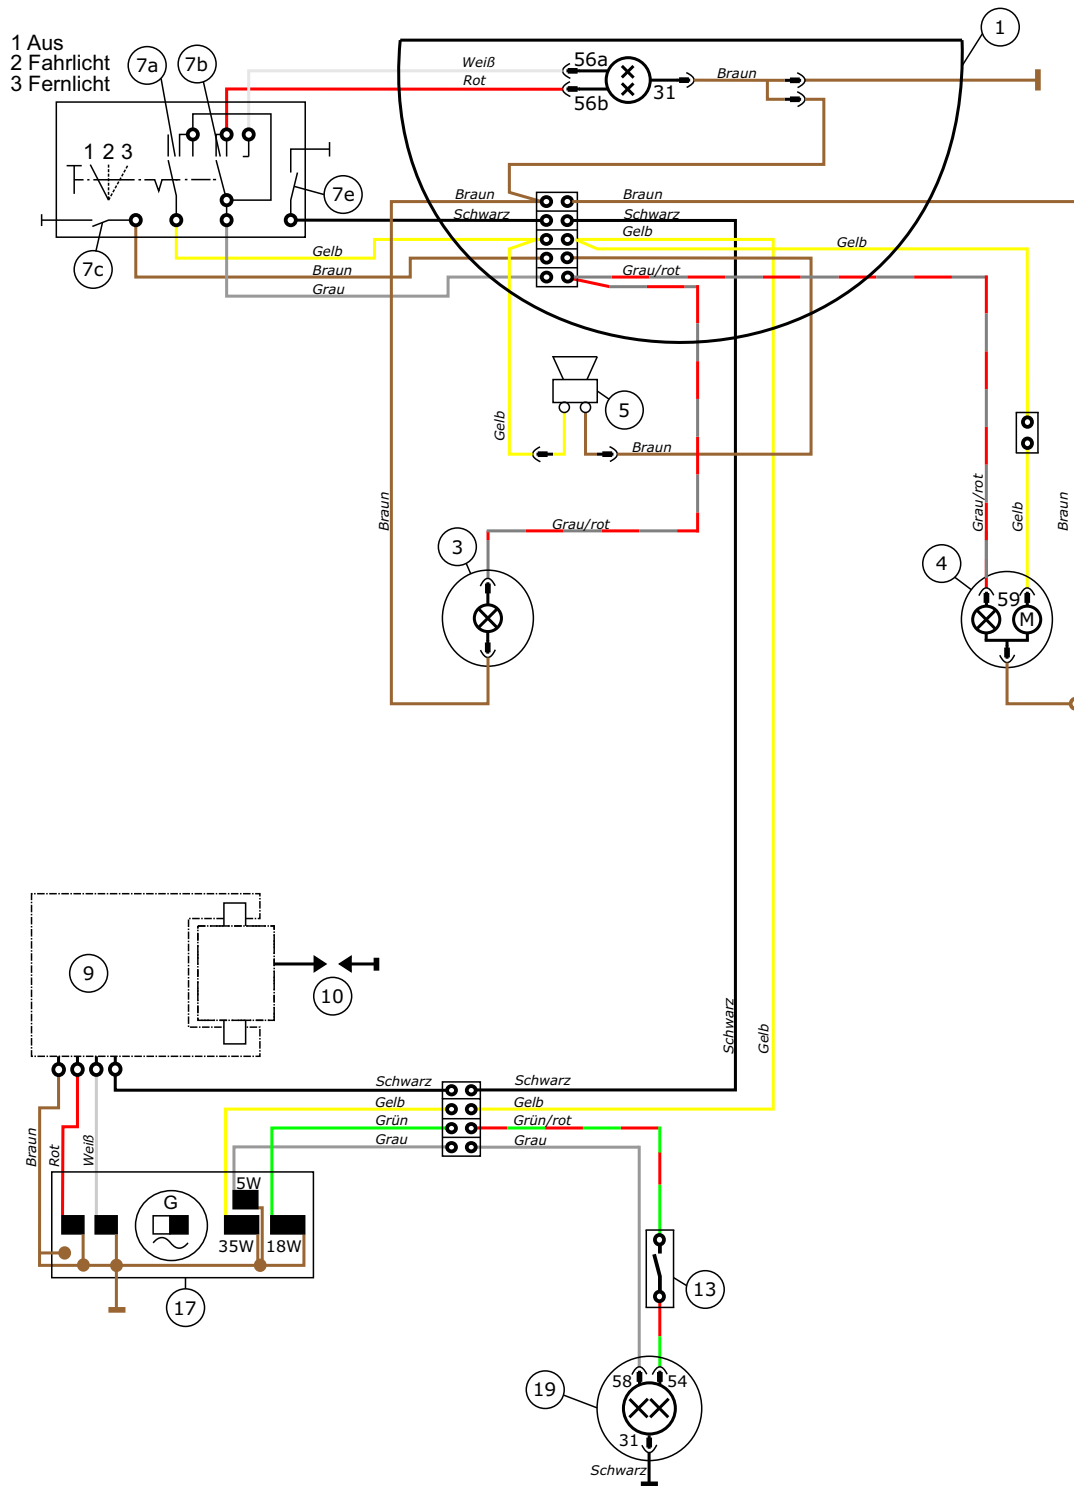 1 Aus
2 Fahrlicht
3 Fernlicht
7a
7b
1
Weiß
Rot
56a
56b
31
Braun
1 2 3
7e
7c
Braun
Schwarz
Gelb
Braun
Grau
Braun
Schwarz
Gelb
Gelb
Grau/rot
5
Gelb
Braun
Braun
Grau/rot
Grau/rot
Gelb
Braun
3
4
59
M
9
10
Schwarz
Gelb
Schwarz
Gelb
Grün
Grau
Schwarz
Gelb
Grün/rot
Grau
Braun
Rot
Weiß
G
5W
35W
18W
17
13
19
58
54
31
Schwarz